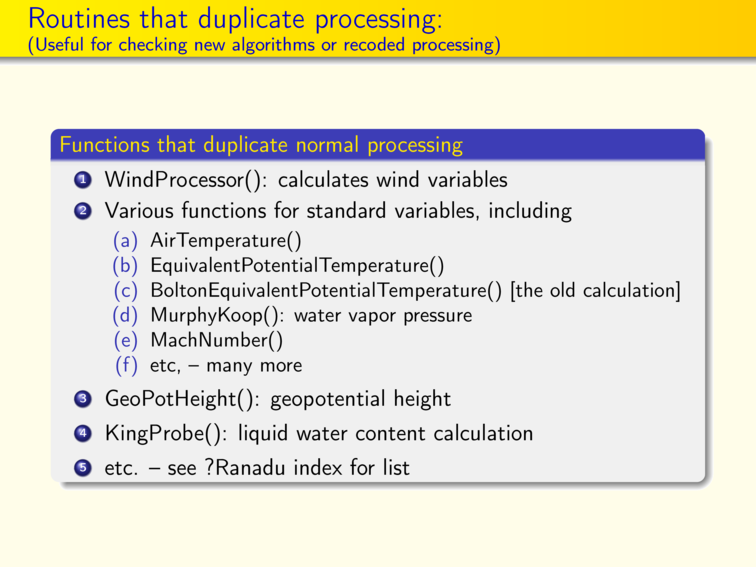 Routines that duplicate processing:
(Useful for checking new algorithms or recoded processing)
Functions that duplicate normal processing
1 WindProcessor(): calculates wind variables
2 Various functions for standard variables, including
(a) AirTemperature()
(b) EquivalentPotentialTemperature()
(c) BoltonEquivalentPotentialTemperature() [the old calculation]
(d) MurphyKoop(): water vapor pressure
(e) MachNumber()
(f) etc, – many more
3 GeoPotHeight(): geopotential height
4 KingProbe(): liquid water content calculation
5 etc. – see ?Ranadu index for list